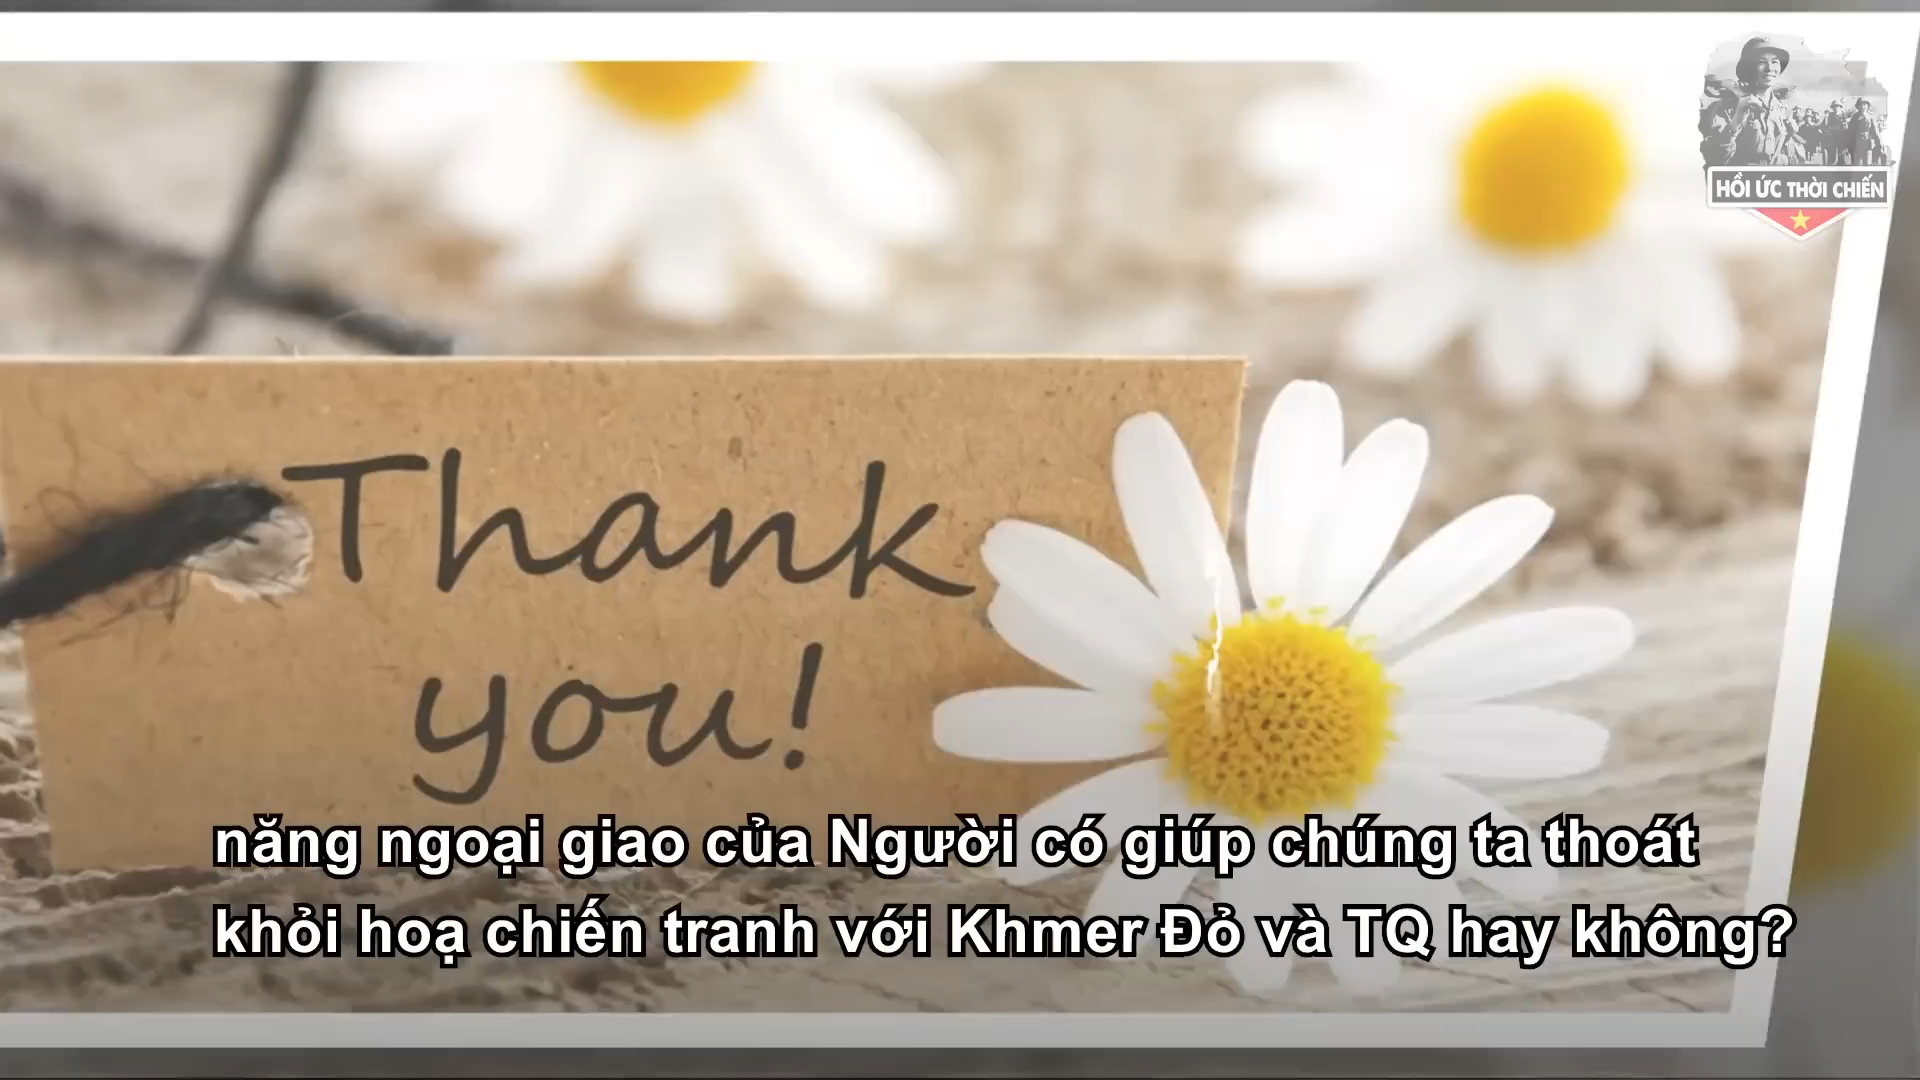 HỒI ỨC THỜI CHIẾN
Thank
you!
năng ngoại giao của Người có giúp chúng ta thoát
khỏi hoạ chiến tranh với Khmer Đỏ và TQ hay không?